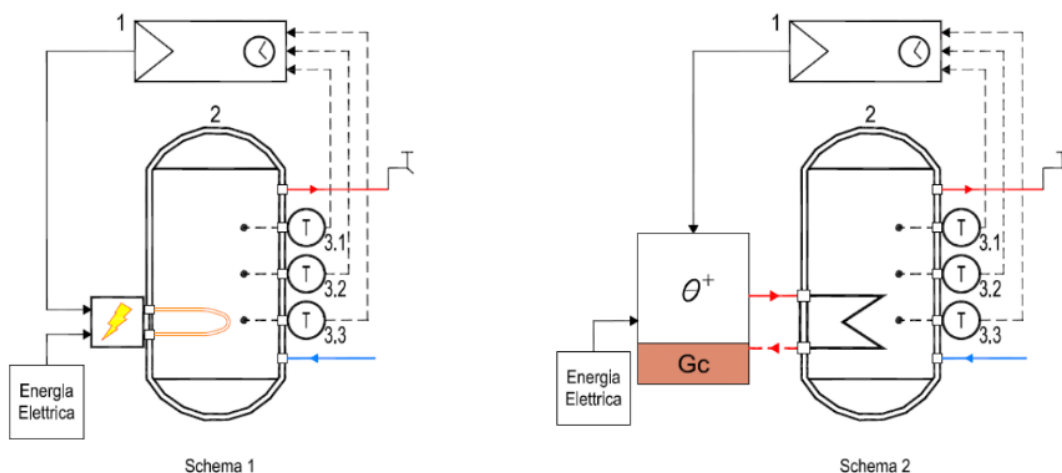 1
2
T
3.1
T
3.2
T
3.3
Energia
Elettrica
Schema 1
1
2
T
3.1
T
3.2
T
3.3
θ+
Gc
Energia
Elettrica
Schema 2